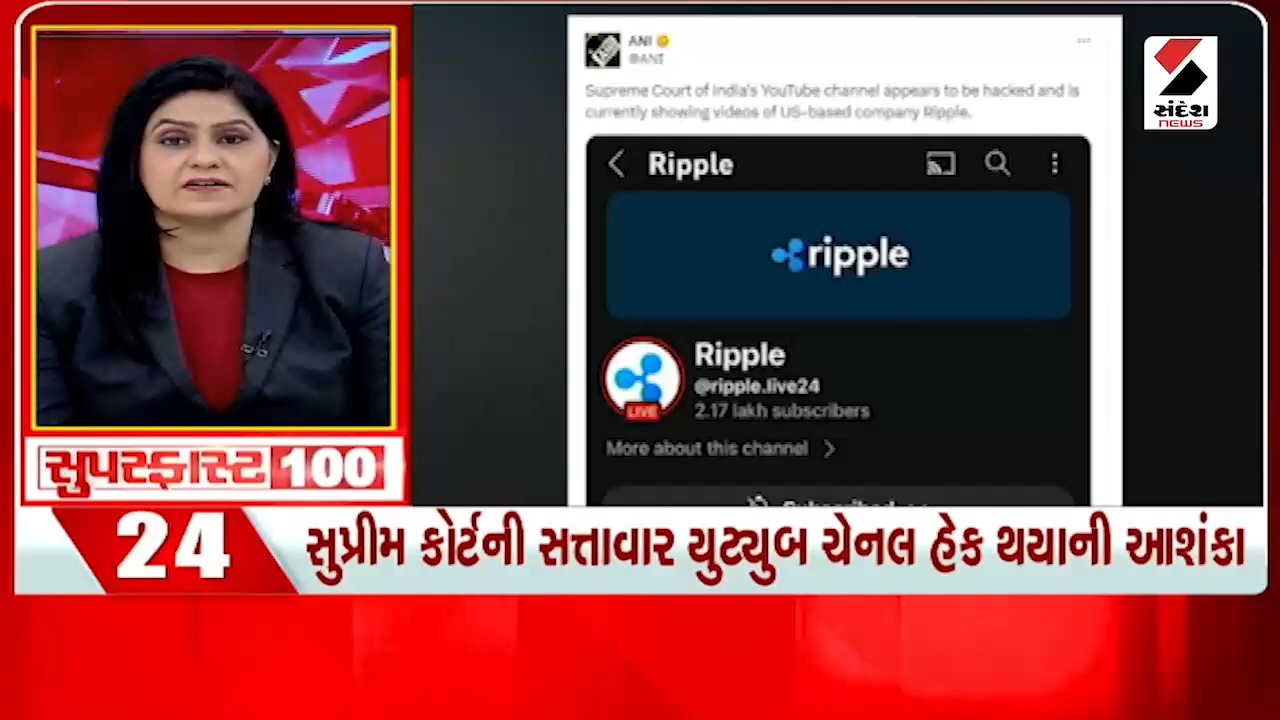 ANI
@ANI
Supreme Court of India's YouTube channel appears to be hacked and is
currently showing videos of US-based company Ripple.
Ripple
ripple
Ripple
@ripple.live24
LIVE
2.17 lakh subscribers
More about this channel
સંદેશ
NEWS
સુપરફાસ્ટ 100
24
સુપ્રીમ કોર્ટની સત્તાવાર યુટ્યુબ ચેનલ હેક થયાની આશંકા